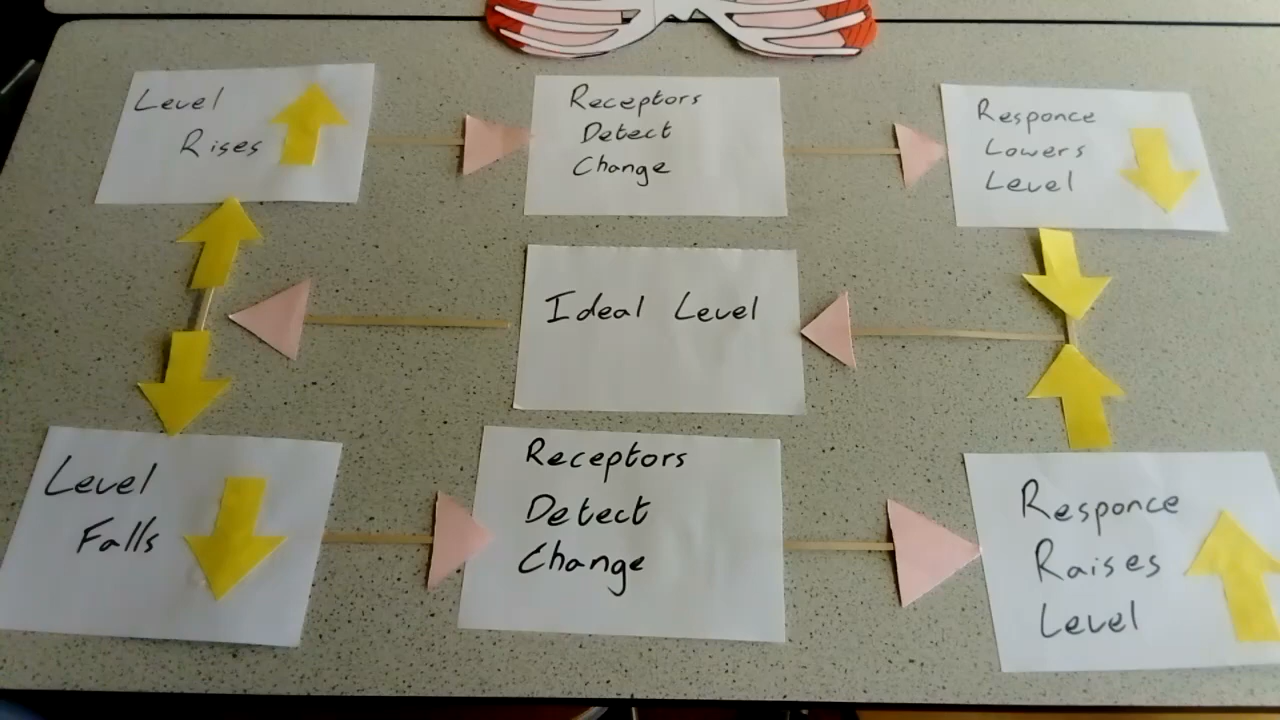 Level
Rises
Receptors
Detect
Change
Responce
Lowers
Level
Ideal Level
Level
Falls
Receptors
Detect
Change
Responce
Raises
Level